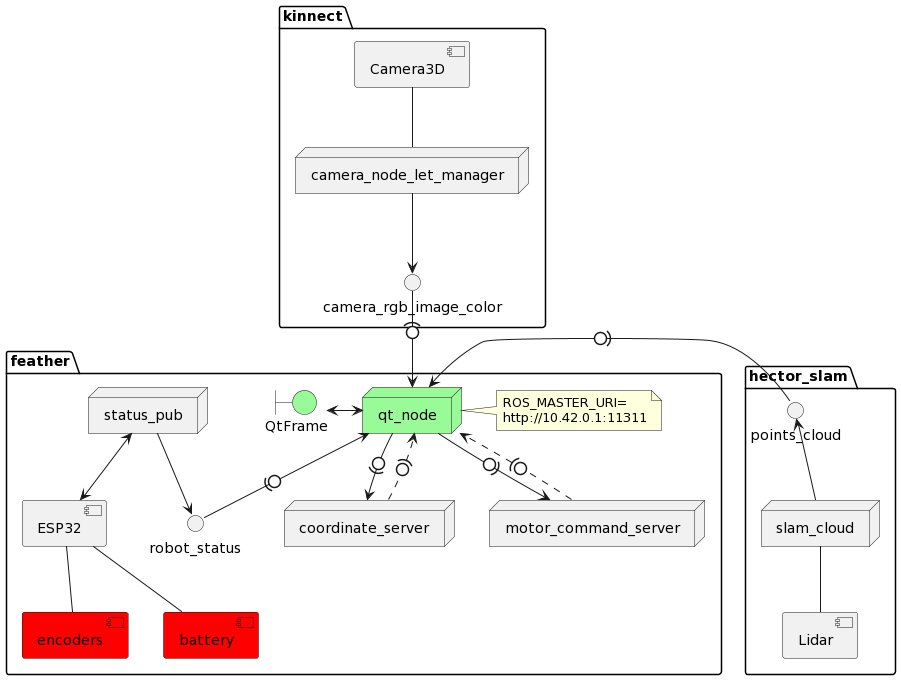 kinnect
Camera3D
camera_node_let_manager
camera_rgb_image_color
feather
hector_slam
status_pub
QtFrame
qt_node
ROS_MASTER_URI=
http://10.42.0.1:11311
points_cloud
ESP32
robot_status
coordinate_server
motor_command_server
slam_cloud
encoders
battery
Lidar